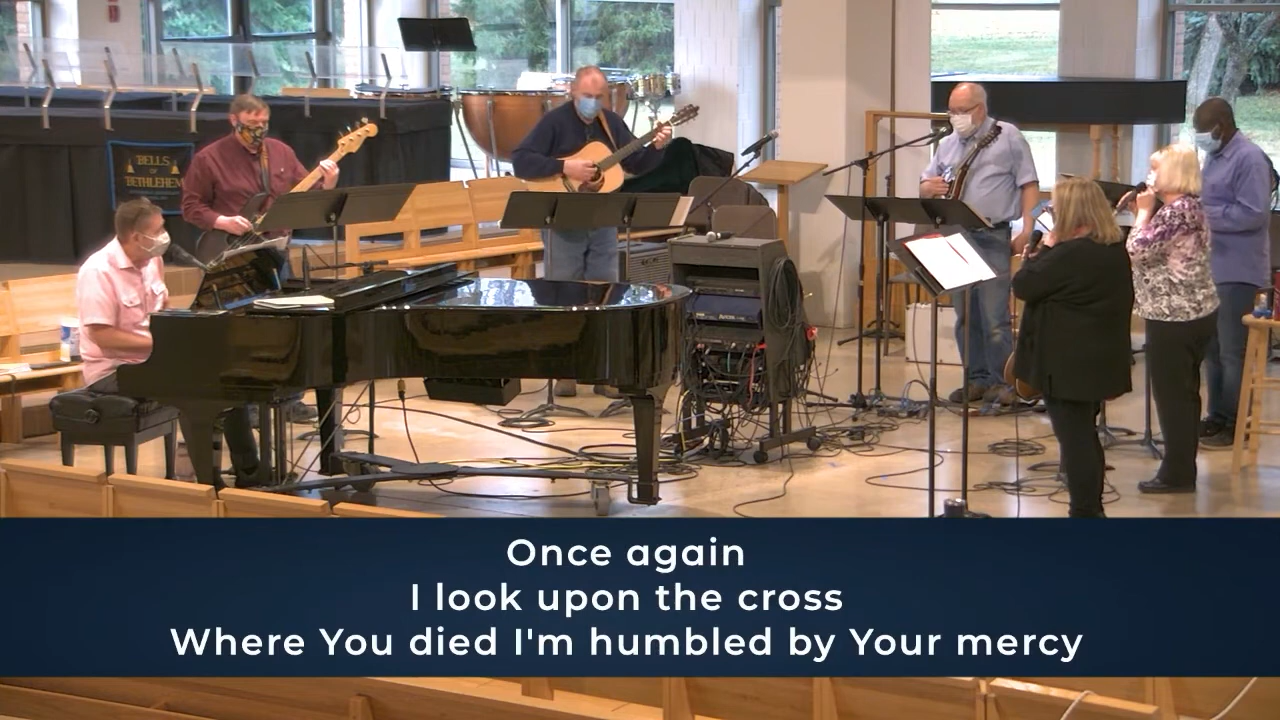 BELLS
OF
BETHLEHEM
Once again
I look upon the cross
Where You died I'm humbled by Your mercy